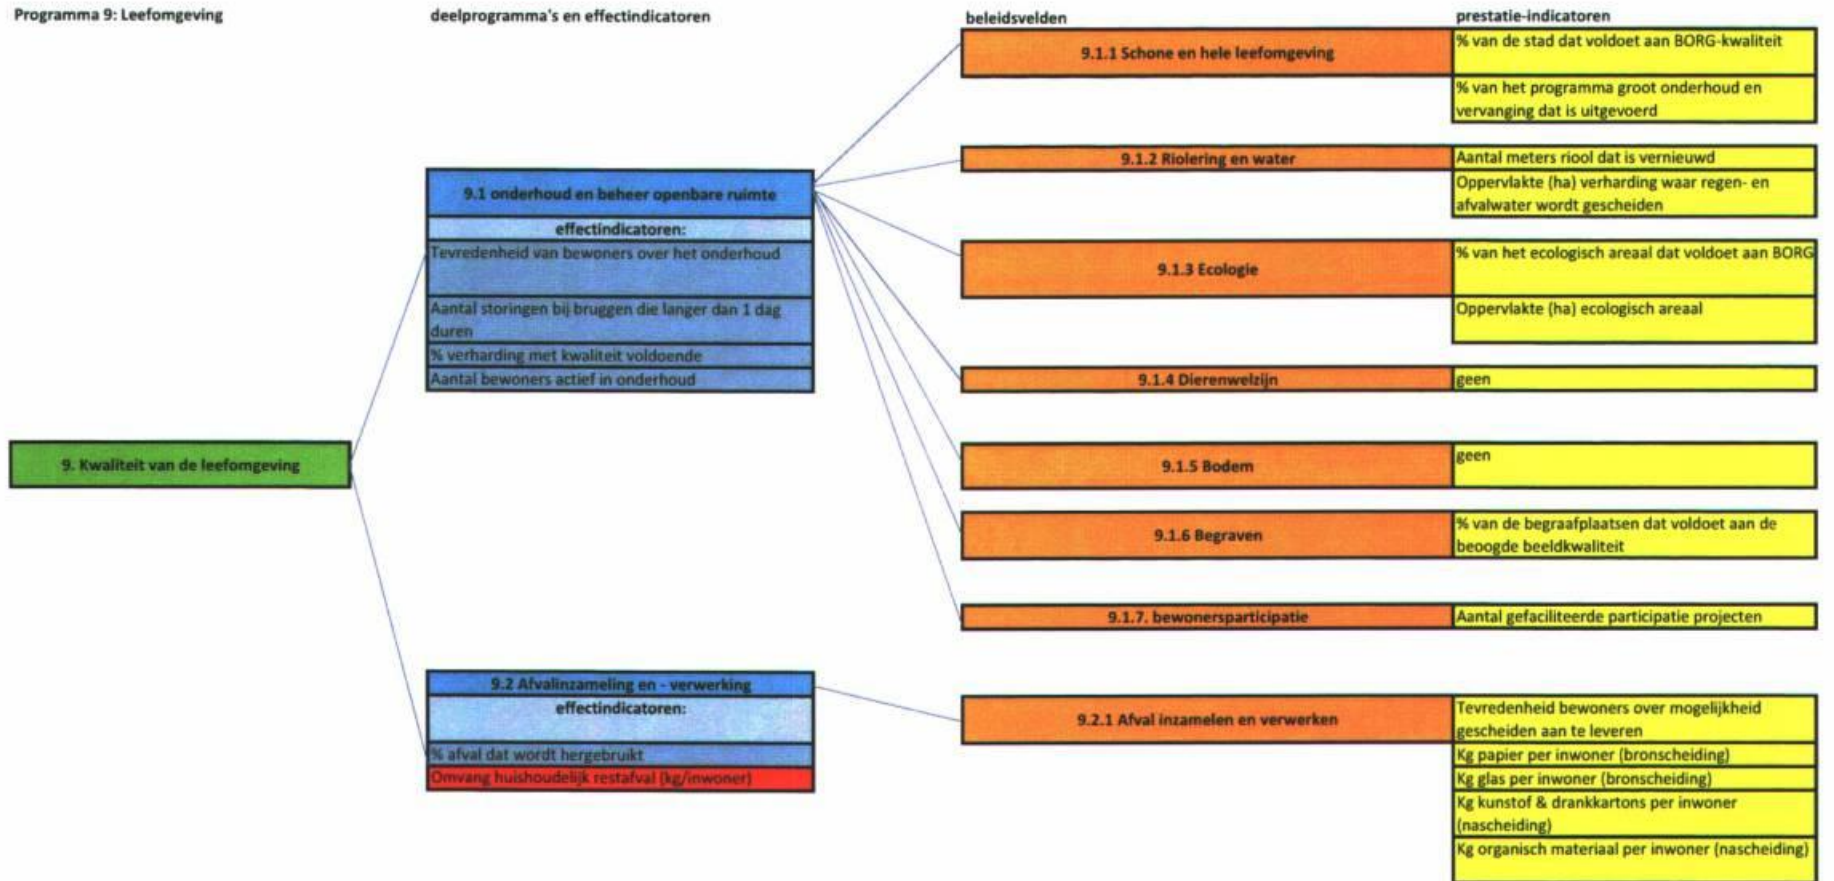 Programma 9: Leefomgeving
deelprogramma's en effectindicatoren
beleidsvelden
prestatie-indicatoren
9. Kwaliteit van de leefomgeving
9.1 onderhoud en beheer openbare ruimte
effectindicatoren:
Tevredenheid van bewoners over het onderhoud
Aantal storingen bij bruggen die langer dan 1 dag
duren
% verharding met kwaliteit voldoende
Aantal bewoners actief in onderhoud
9.1.1 Schone en hele leefomgeving
% van de stad dat voldoet aan BORG-kwaliteit
% van het programma groot onderhoud en
vervanging dat is uitgevoerd
9.1.2 Riolering en water
Aantal meters riool dat is vernieuwd
Oppervlakte (ha) verharding waar regen- en
afvalwater wordt gescheiden
9.1.3 Ecologie
% van het ecologisch areaal dat voldoet aan BORG
Oppervlakte (ha) ecologisch areaal
9.1.4 Dierenwelzijn
geen
9.1.5 Bodem
geen
9.1.6 Begraven
% van de begraafplaatsen dat voldoet aan de
beoogde beeldkwaliteit
9.1.7. bewonersparticipatie
Aantal gefaciliteerde participatie projecten
9.2 Afvalinzameling en - verwerking
effectindicatoren:
% afval dat wordt hergebruikt
Omvang huishoudelijk restafval (kg/inwoner)
9.2.1 Afval inzamelen en verwerken
Tevredenheid bewoners over mogelijkheid
gescheiden aan te leveren
Kg papier per inwoner (bronscheiding)
Kg glas per inwoner (bronscheiding)
Kg kunstof & drankkartons per inwoner
(nascheiding)
Kg organisch materiaal per inwoner (nascheiding)